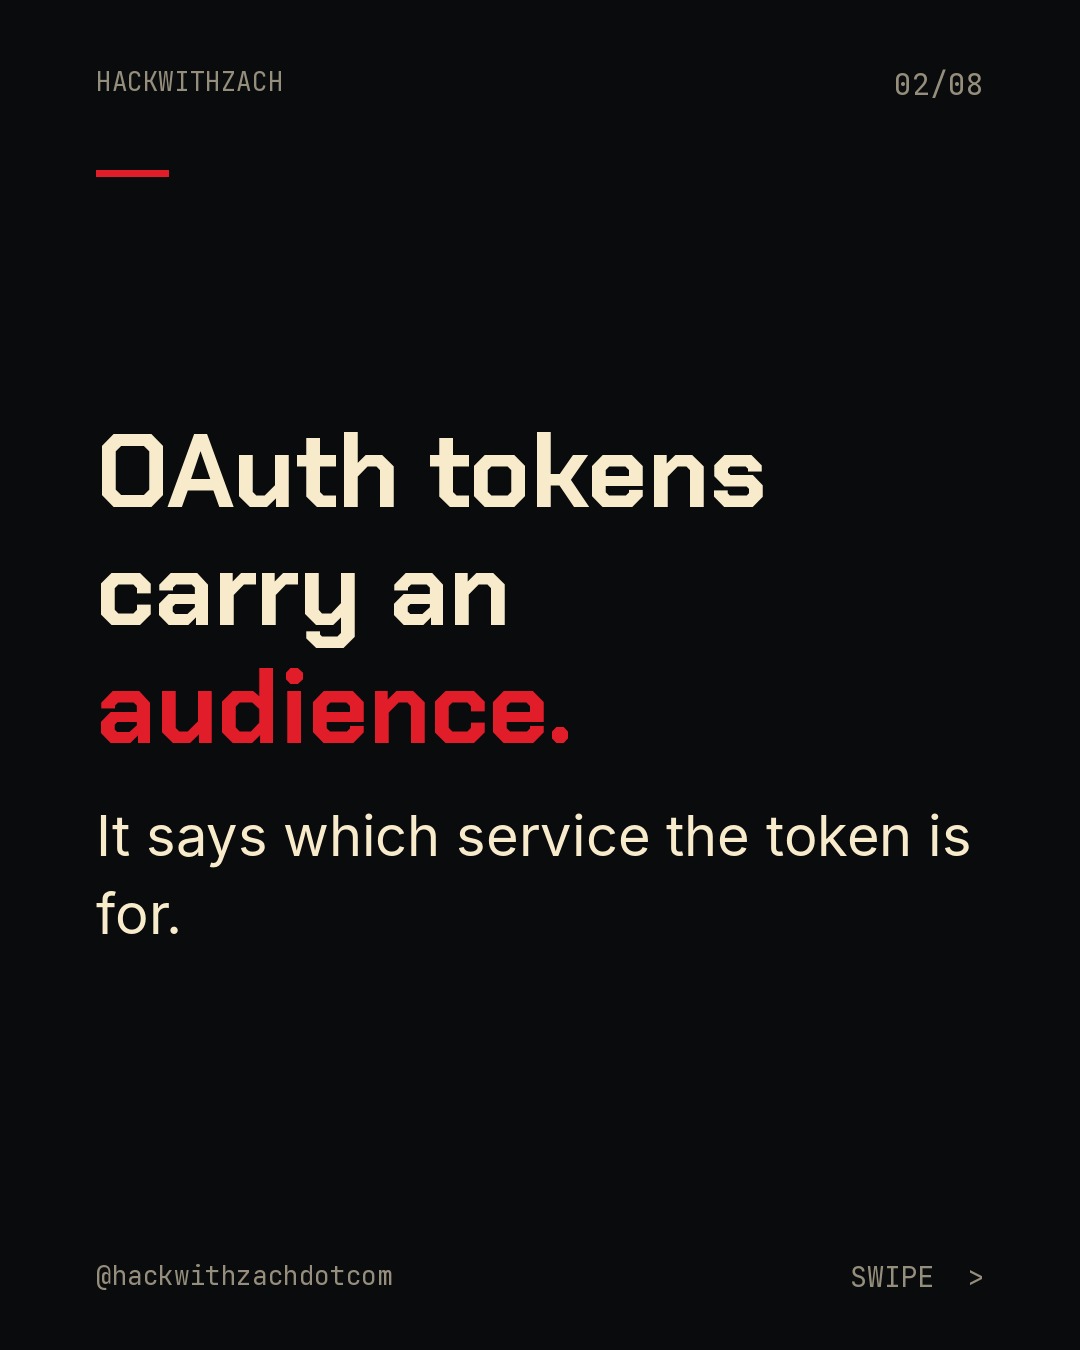 HACKWITHZACH
02/08
OAuth tokens
carry an
audience.
It says which service the token is
for.
@hackwithzachdotcom
SWIPE >